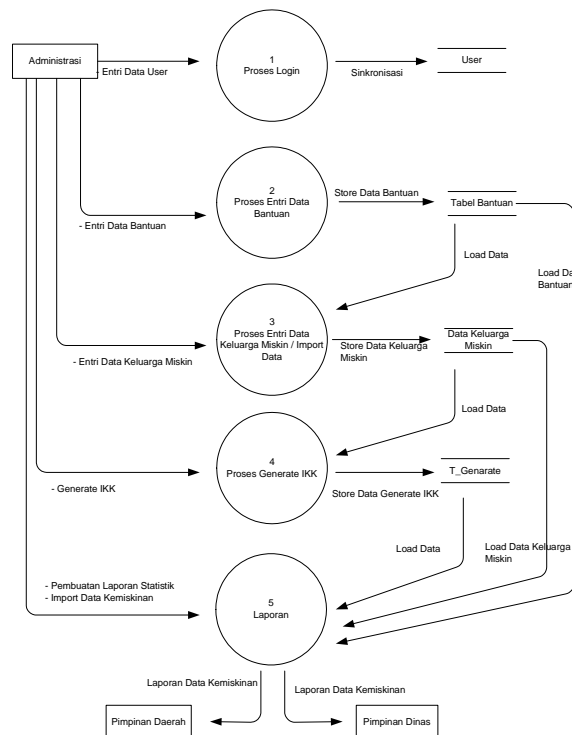 Administrasi
- Entri Data User
1
Proses Login
Sinkronisasi
User
2
Proses Entri Data
Bantuan
Store Data Bantuan
Tabel Bantuan
- Entri Data Bantuan
Load Data
Load Da
Bantuan
3
Proses Entri Data
Keluarga Miskin / Import
Data
Store Data Keluarga
Miskin
Data Keluarga
Miskin
- Entri Data Keluarga Miskin
Load Data
4
Proses Generate IKK
T_Genarate
- Generate IKK
Store Data Generate IKK
Load Data
Load Data Keluarga
Miskin
- Pembuatan Laporan Statistik
- Import Data Kemiskinan
5
Laporan
Laporan Data Kemiskinan
Laporan Data Kemiskinan
Pimpinan Daerah
Pimpinan Dinas